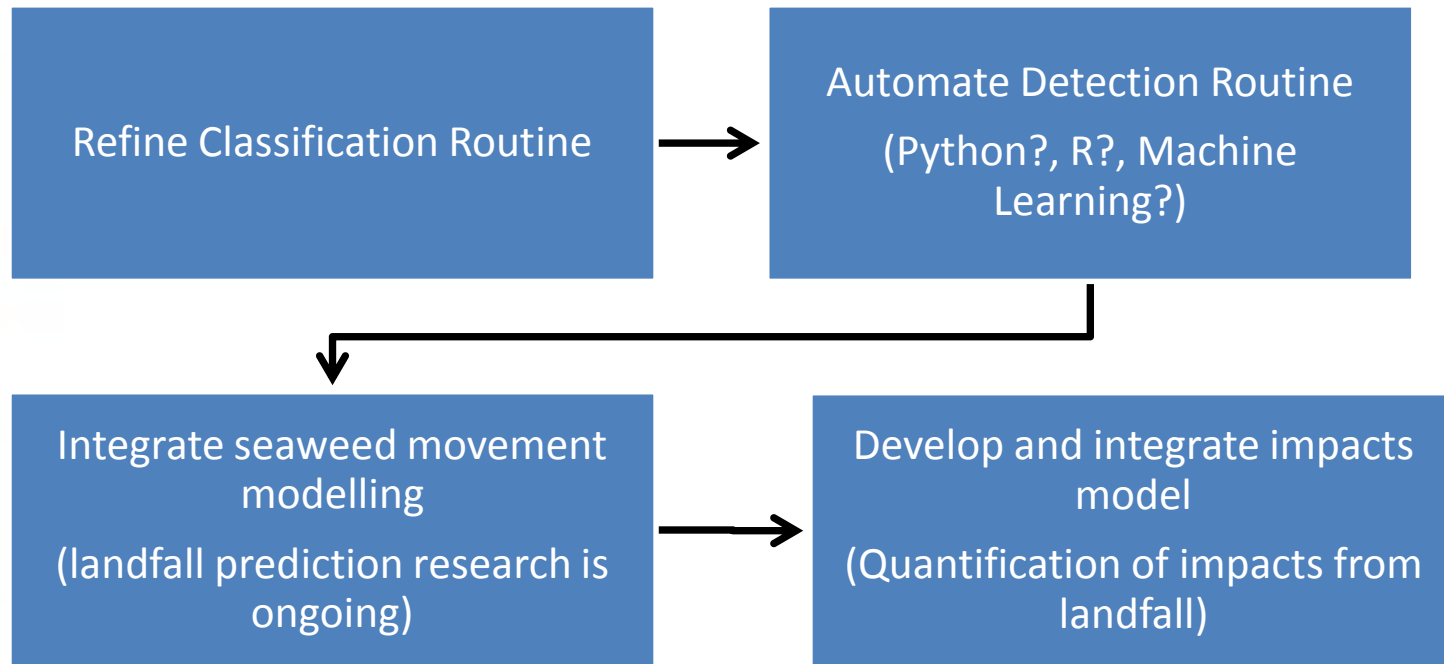 Refine Classification Routine
Automate Detection Routine
(Python?, R?, Machine
Learning?)
Integrate seaweed movement
modelling
(landfall prediction research is
ongoing)
Develop and integrate impacts
model
(Quantification of impacts from
landfall)